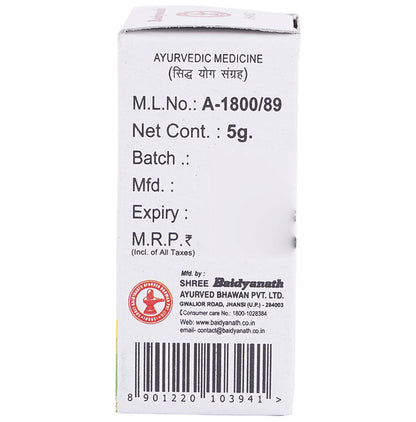 AYURVEDIC MEDICINE
(सिद्ध योग संग्रह)
M.L.No.: A-1800/89
Net Cont. : 5g.
Batch .:
Mfd. :
Expiry :
M.R.P.₹
(Incl. of All Taxes)
Mfd. by :
SHREE Baidyanath
AYURVED BHAWAN PVT. LTD.
GWALIOR ROAD, JHANSI (U.P.) - 284003
Consumer care No.: 1800-1028384
Web: www.baidyanath.co.in
email- contact@baidyanath.co.in
8 901220 103941 >